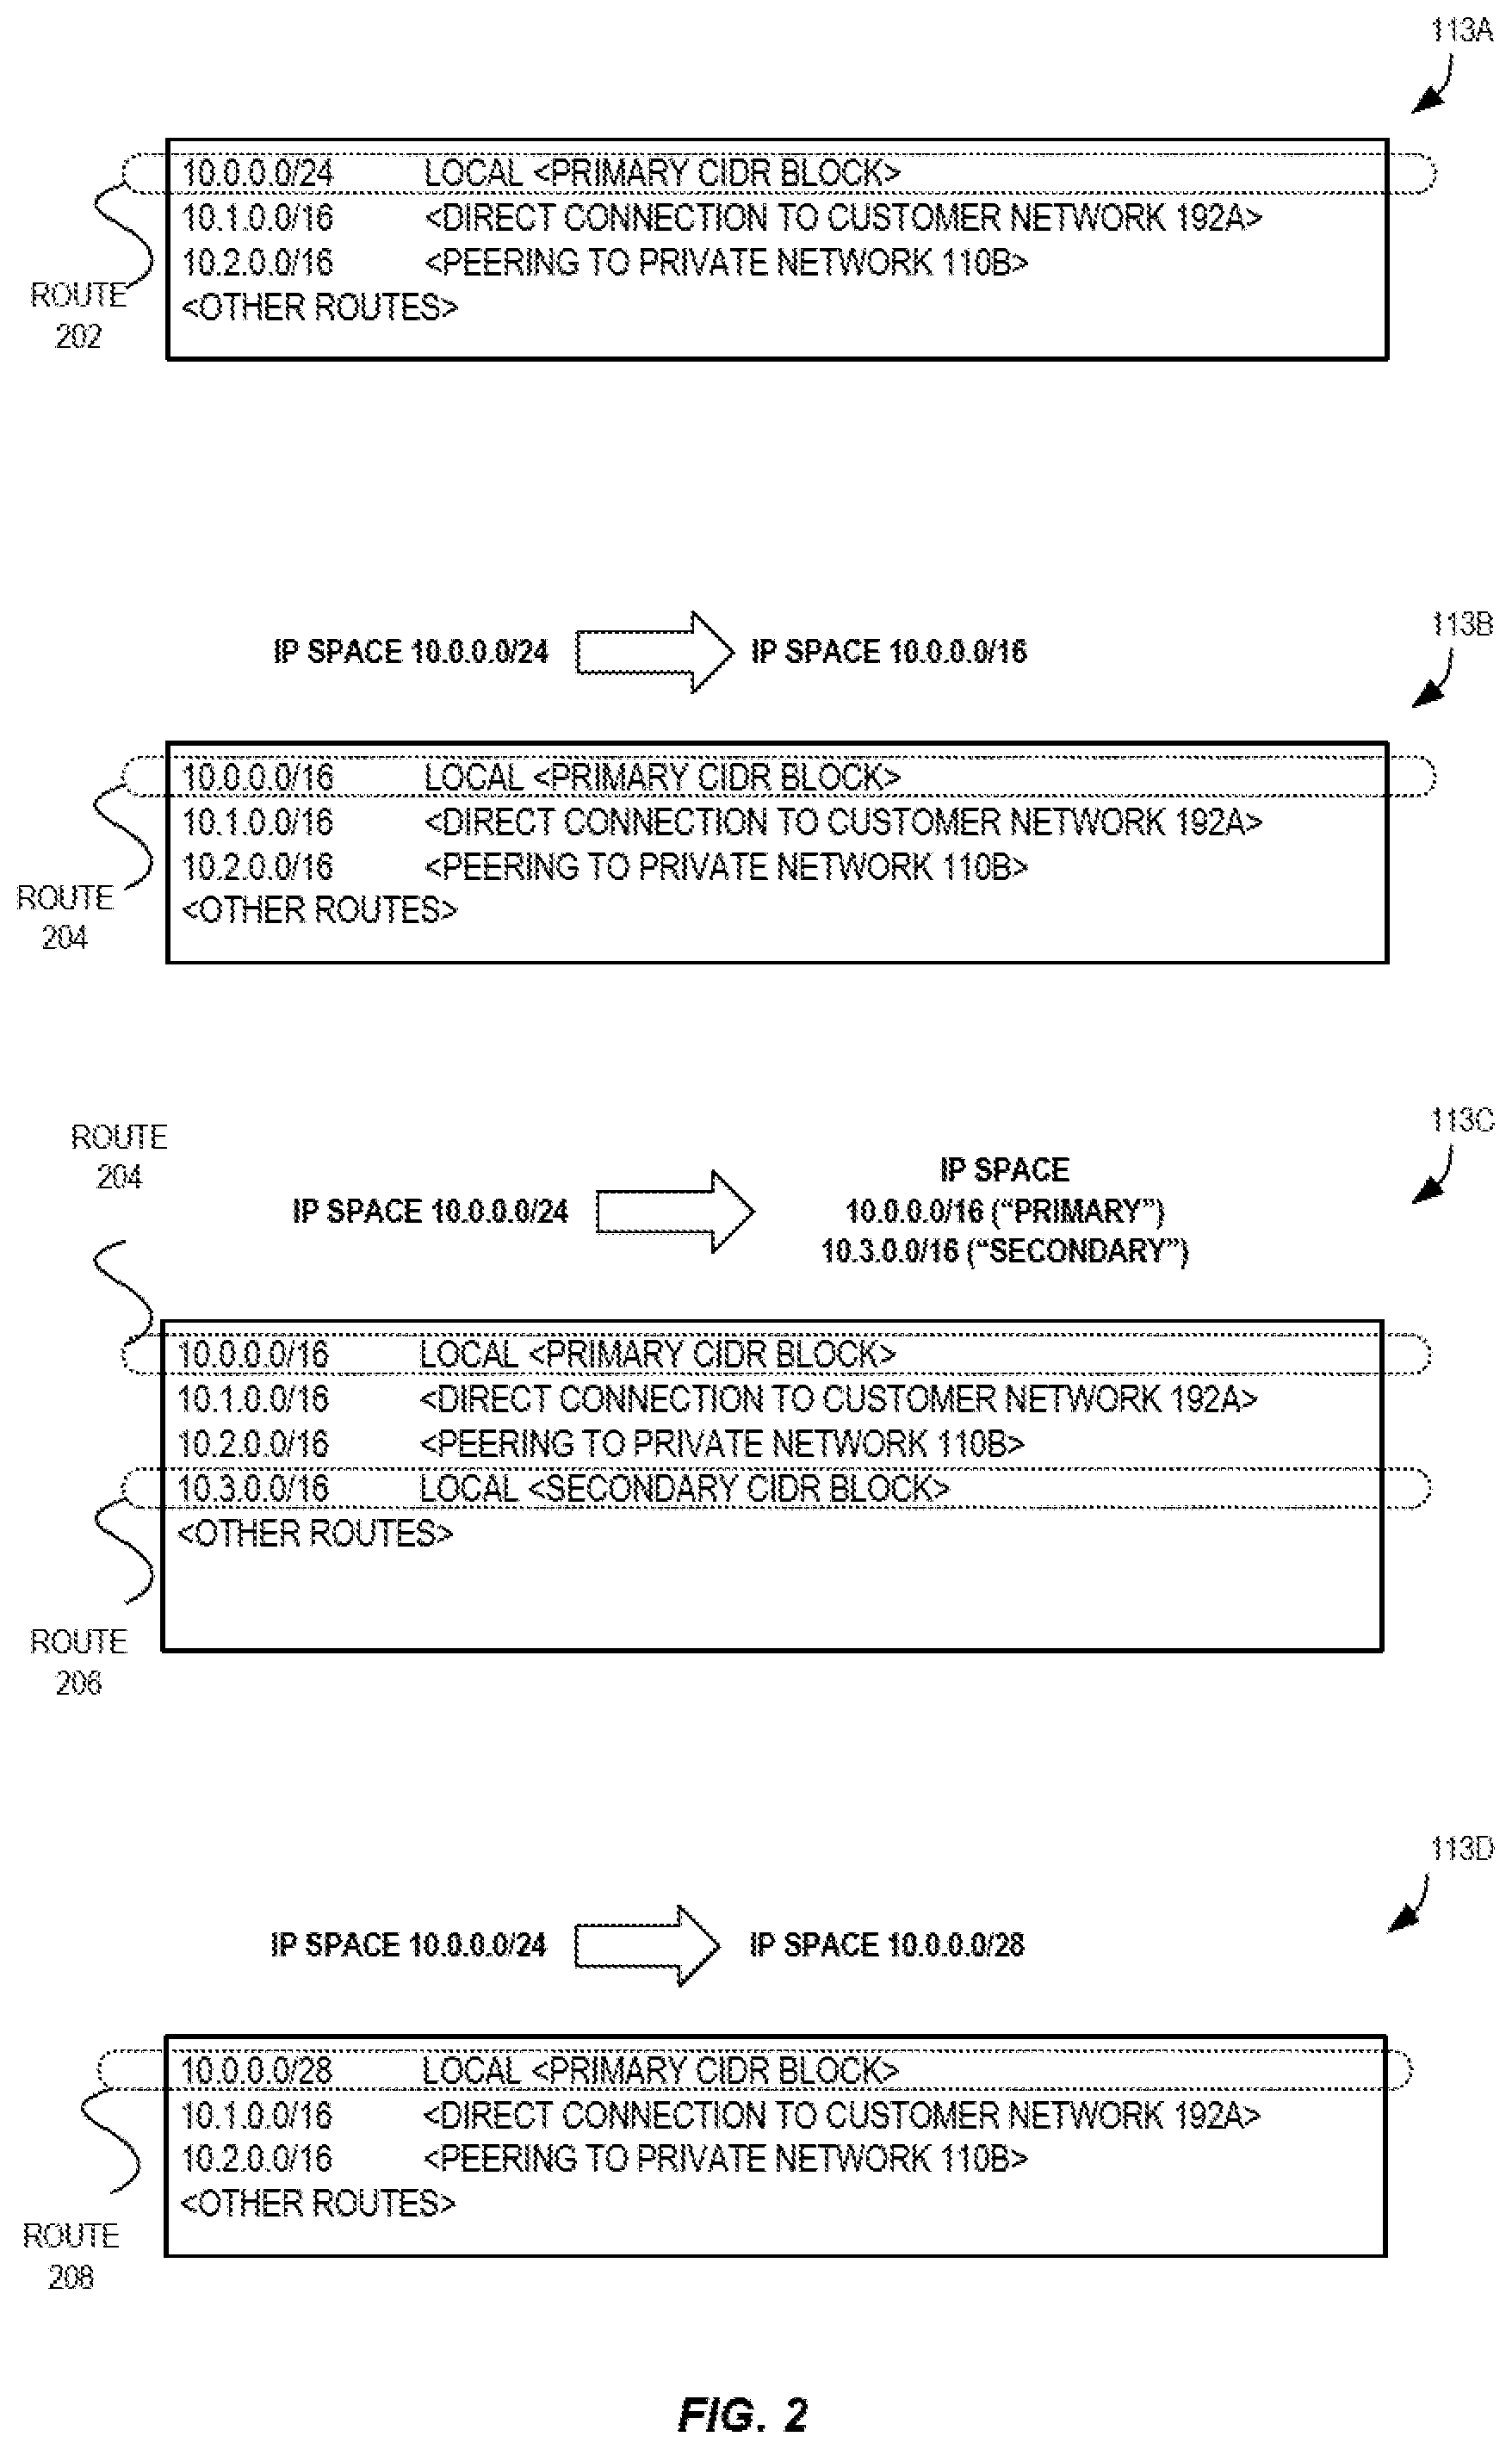 113A
10.0.0.0/24 LOCAL <PRIMARY CIDR BLOCK>
10.1.0.0/16 <DIRECT CONNECTION TO CUSTOMER NETWORK 192A>
10.2.0.0/16 <PEERING TO PRIVATE NETWORK 110B>
<OTHER ROUTES>
ROUTE
202
113B
IP SPACE 10.0.0.0/24 IP SPACE 10.0.0.0/16
10.0.0.0/16 LOCAL <PRIMARY CIDR BLOCK>
10.1.0.0/16 <DIRECT CONNECTION TO CUSTOMER NETWORK 192A>
10.2.0.0/16 <PEERING TO PRIVATE NETWORK 110B>
<OTHER ROUTES>
ROUTE
204
113C
ROUTE
204
IP SPACE 10.0.0.0/24
IP SPACE
10.0.0.0/16 (“PRIMARY”)
10.3.0.0/16 (“SECONDARY”)
10.0.0.0/16 LOCAL <PRIMARY CIDR BLOCK>
10.1.0.0/16 <DIRECT CONNECTION TO CUSTOMER NETWORK 192A>
10.2.0.0/16 <PEERING TO PRIVATE NETWORK 110B>
10.3.0.0/16 LOCAL <SECONDARY CIDR BLOCK>
<OTHER ROUTES>
ROUTE
206
113D
IP SPACE 10.0.0.0/24 IP SPACE 10.0.0.0/28
10.0.0.0/28 LOCAL <PRIMARY CIDR BLOCK>
10.1.0.0/16 <DIRECT CONNECTION TO CUSTOMER NETWORK 192A>
10.2.0.0/16 <PEERING TO PRIVATE NETWORK 110B>
<OTHER ROUTES>
ROUTE
208
FIG. 2